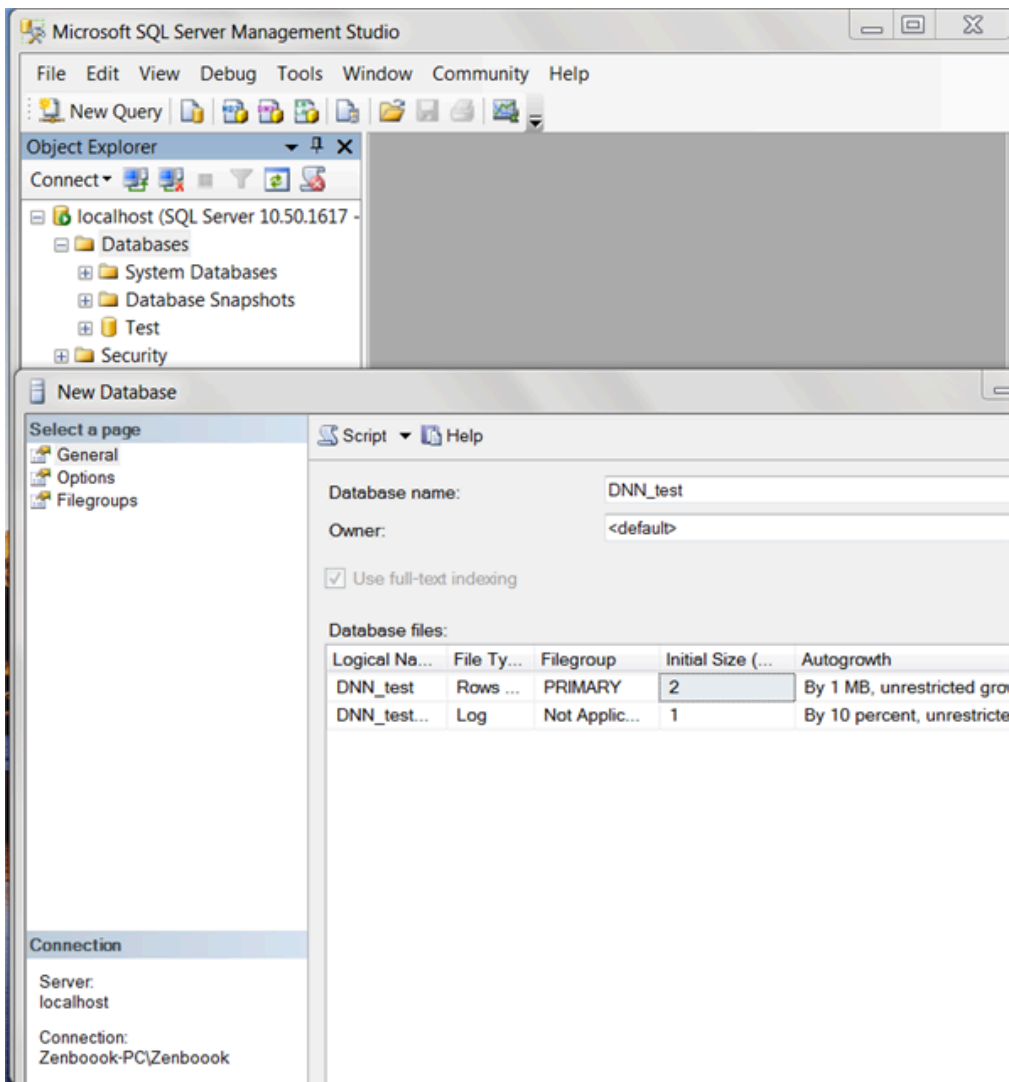 Microsoft SQL Server Management Studio
File Edit View Debug Tools Window Community Help
New Query
Object Explorer
Connect
localhost (SQL Server 10.50.1617 -
Databases
System Databases
Database Snapshots
Test
Security
New Database
Select a page
General
Options
Filegroups
Script Help
Database name: DNN_test
Owner: <default>
Use full-text indexing
Database files:
Logical Na... File Ty... Filegroup Initial Size (... Autogrowth
DNN_test Rows ... PRIMARY 2 By 1 MB, unrestricted gro
DNN_test... Log Not Applic... 1 By 10 percent, unrestricte
Connection
Server:
localhost
Connection:
Zenboook-PC\Zenboook